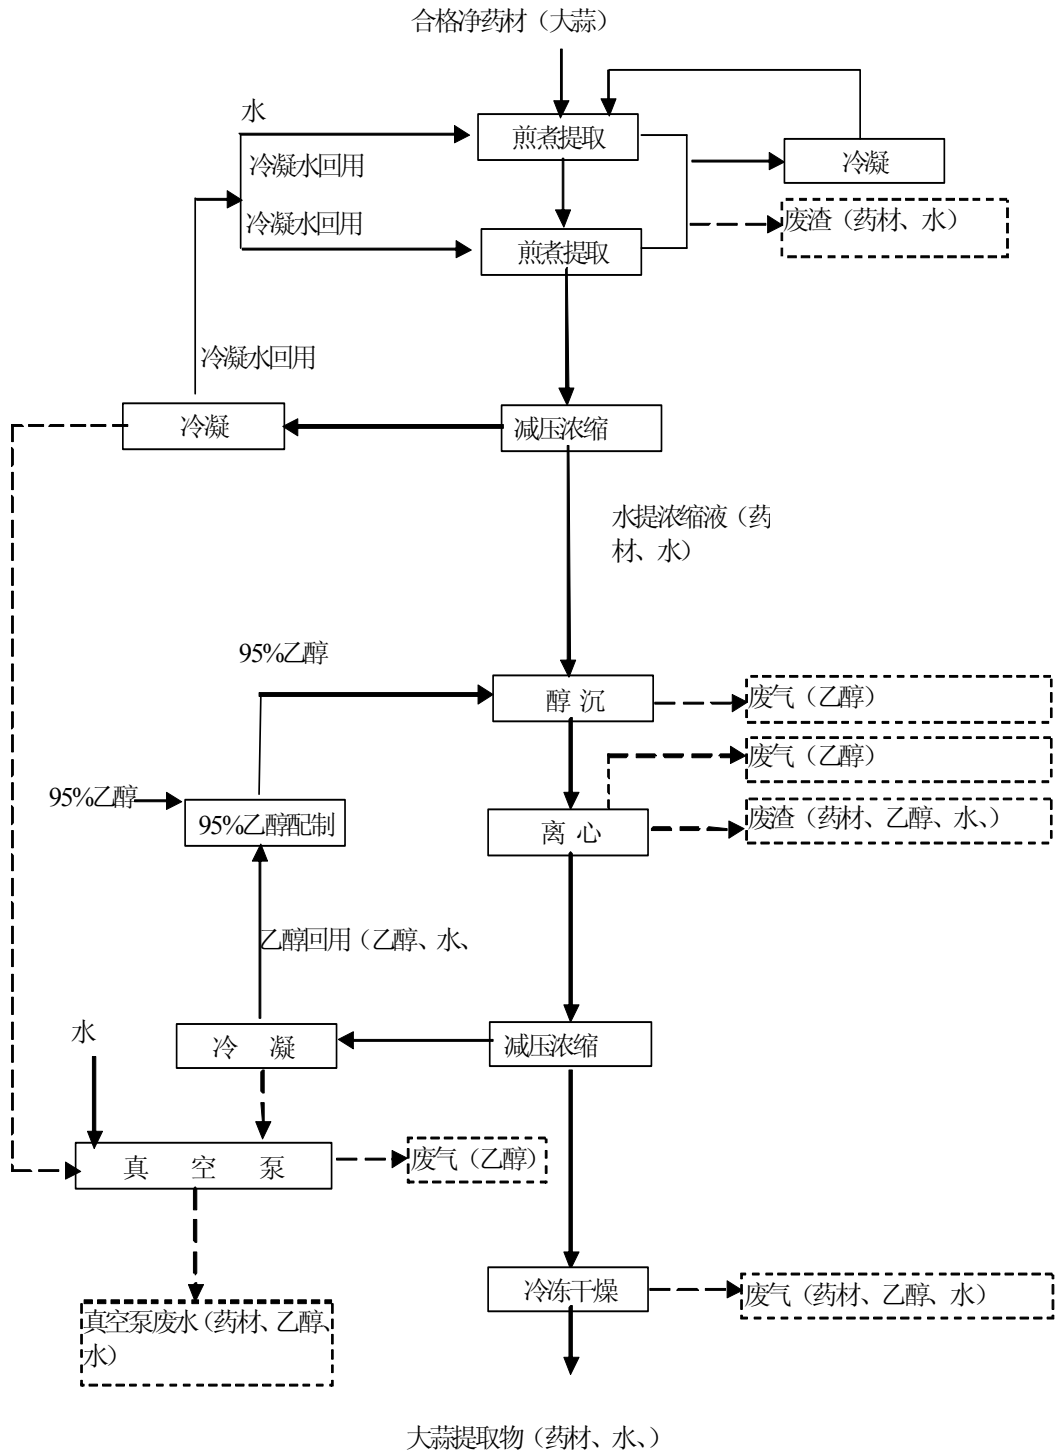 合格净药材（大蒜）
水
煎煮提取
冷凝
冷凝水回用
冷凝水回用
废渣（药材、水）
煎煮提取
冷凝水回用
冷凝
减压浓缩
水提浓缩液（药
材、水）
95%乙醇
醇 沉
废气（乙醇）
废气（乙醇）
95%乙醇
95%乙醇配制
离 心
废渣（药材、乙醇、水、）
乙醇回用（乙醇、水、
水
冷 凝
减压浓缩
真 空 泵
废气（乙醇）
冷冻干燥
废气（药材、乙醇、水）
真空泵废水（药材、乙醇、
水）
大蒜提取物（药材、水、）